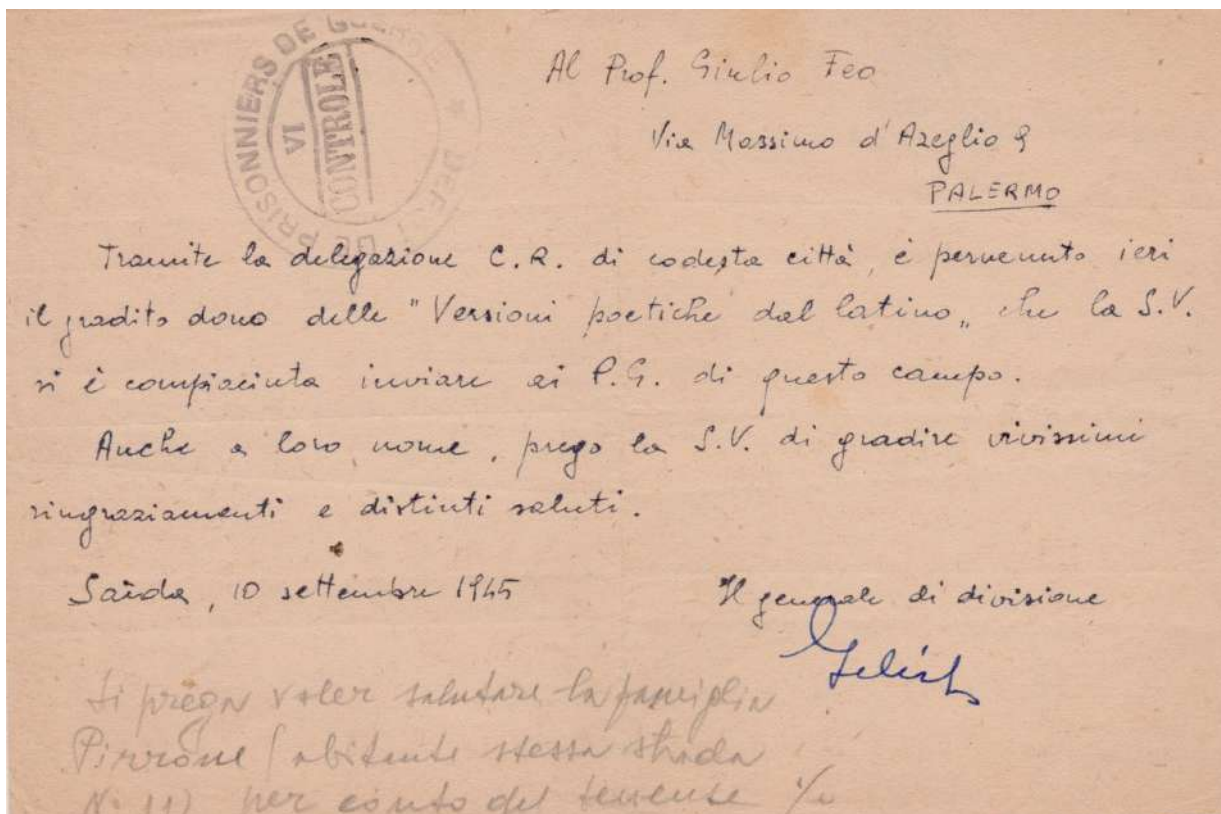 DE PRISONNIERS DE GUERRE
VI
CONTROLE
Al Prof. Giulio Feo
Via Massimo d'Azeglio 9
PALERMO
Tramite la delegazione C.R. di codesta città, è pervenuto ieri
il gradito dono delle "Versioni poetiche dal latino„ che la S.V.
si è compiaciuta inviare ai P.G. di questo campo.
Anche a loro nome, prego la S.V. di gradire vivissimi
ringraziamenti e distinti saluti.
Saïda, 10 settembre 1945
Il generale di divisione
Si prega voler salutare la famiglia
Pirrone (abitante stessa strada
N. 11) per conto del tenente